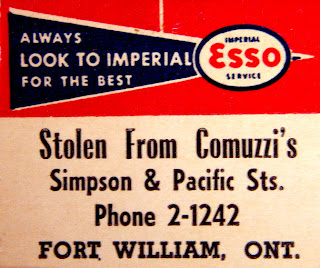 ALWAYS
LOOK TO IMPERIAL
FOR THE BEST
IMPERIAL
Esso
SERVICE
Stolen From Comuzzi's
Simpson & Pacific Sts.
Phone 2-1242
FORT WILLIAM, ONT.